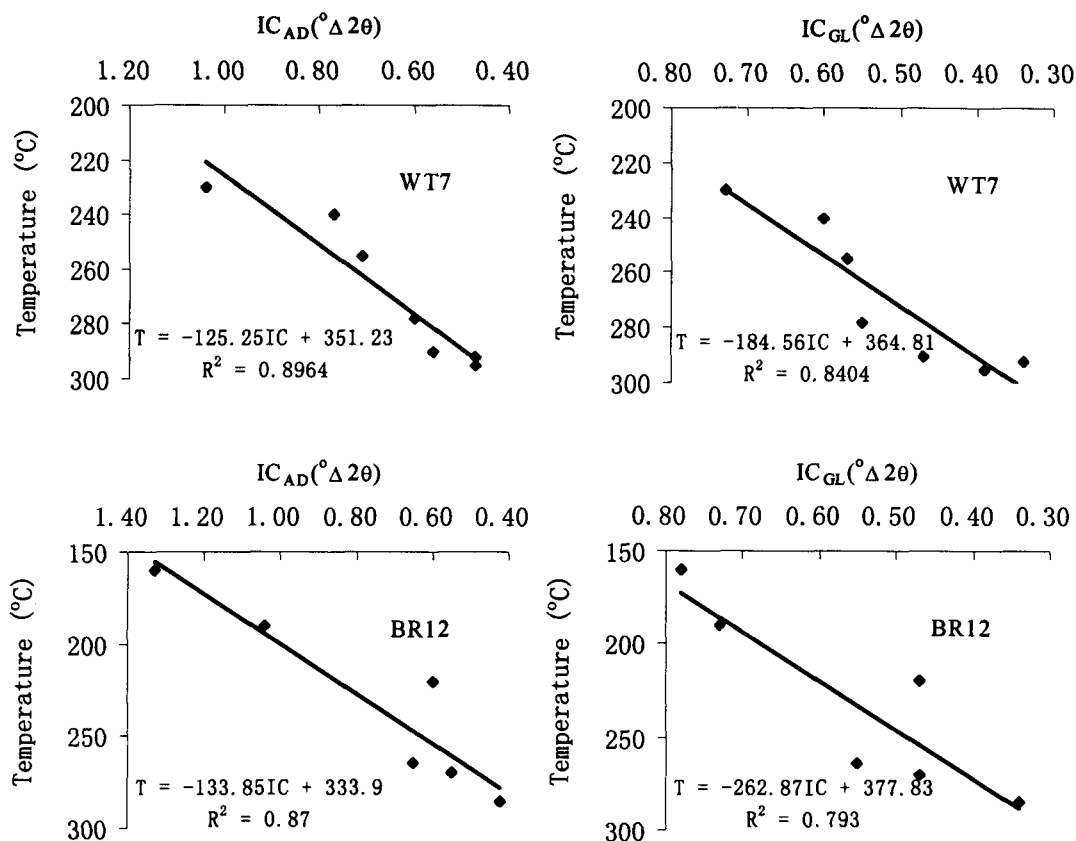 IC_AD(°Δ2θ)
1.20 1.00 0.80 0.60 0.40
200
220
240
260
280
300
Temperature (°C)
WT7
T = -125.25IC + 351.23
R² = 0.8964
IC_GL(°Δ2θ)
0.80 0.70 0.60 0.50 0.40 0.30
200
220
240
260
280
300
Temperature (°C)
WT7
T = -184.56IC + 364.81
R² = 0.8404
IC_AD(°Δ2θ)
1.40 1.20 1.00 0.80 0.60 0.40
150
200
250
300
Temperature (°C)
BR12
T = -133.85IC + 333.9
R² = 0.87
IC_GL(°Δ2θ)
0.80 0.70 0.60 0.50 0.40 0.30
150
200
250
300
Temperature (°C)
BR12
T = -262.87IC + 377.83
R² = 0.793